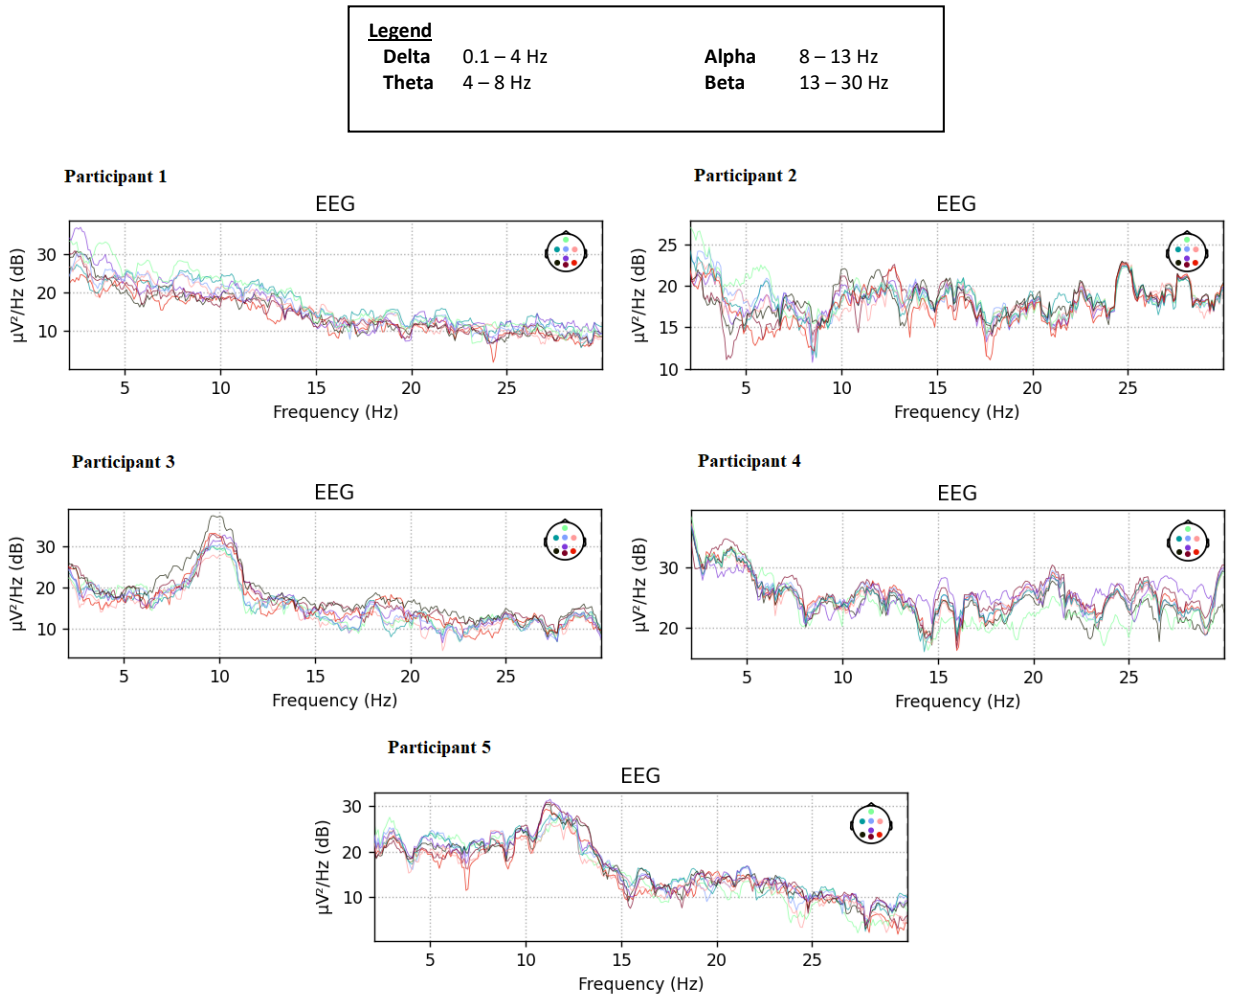 Legend
Delta 0.1 – 4 Hz Alpha 8 – 13 Hz
Theta 4 – 8 Hz Beta 13 – 30 Hz
Participant 1
EEG
µV²/Hz (dB)
30
20
10
5 10 15 20 25
Frequency (Hz)
Participant 2
EEG
µV²/Hz (dB)
25
20
15
10
5 10 15 20 25
Frequency (Hz)
Participant 3
EEG
µV²/Hz (dB)
30
20
10
5 10 15 20 25
Frequency (Hz)
Participant 4
EEG
µV²/Hz (dB)
30
20
5 10 15 20 25
Frequency (Hz)
Participant 5
EEG
µV²/Hz (dB)
30
20
10
5 10 15 20 25
Frequency (Hz)